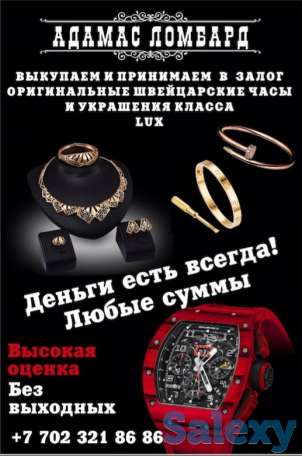 АДАМАС ЛОМБАРД
ВЫКУПАЕМ И ПРИНИМАЕМ В ЗАЛОГ
ОРИГИНАЛЬНЫЕ ШВЕЙЦАРСКИЕ ЧАСЫ
И УКРАШЕНИЯ КЛАССА
LUX
Деньги есть всегда!
Любые суммы
Высокая
оценка
Без
выходных
+7 702 321 86 86
Salexy